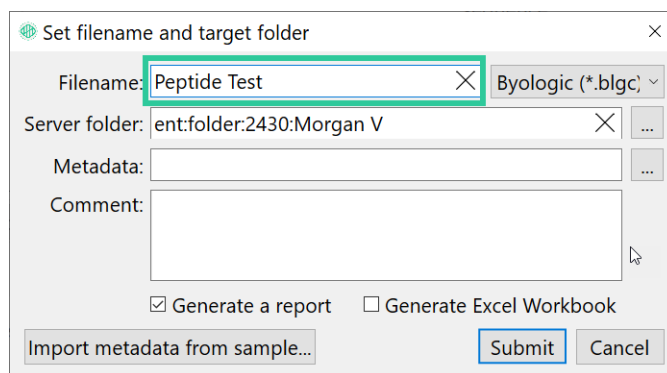 Set filename and target folder
Filename: Peptide Test Byologic (*.blgc)
Server folder: ent:folder:2430:Morgan V ...
Metadata: ...
Comment:
Generate a report Generate Excel Workbook
Import metadata from sample... Submit Cancel